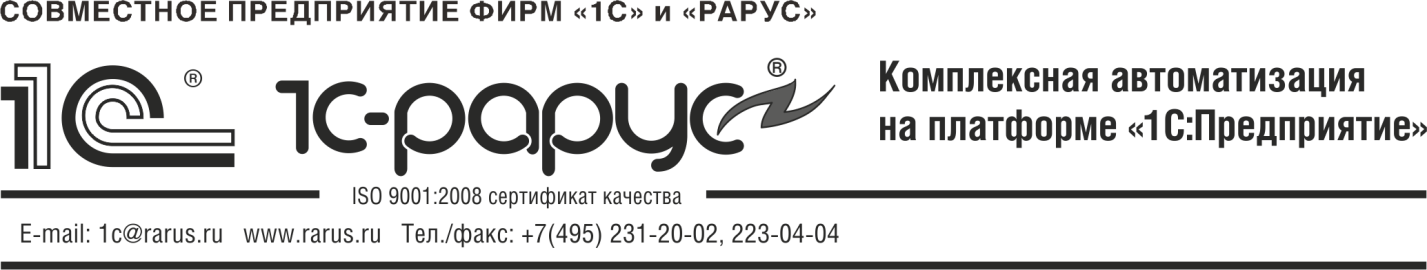 СОВМЕСТНОЕ ПРЕДПРИЯТИЕ ФИРМ «1С» и «РАРУС»
1С ® 1С-рарус ® Комплексная автоматизация
на платформе «1С:Предприятие»
ISO 9001:2008 сертификат качества
E-mail: 1c@rarus.ru www.rarus.ru Тел./факс: +7(495) 231-20-02, 223-04-04